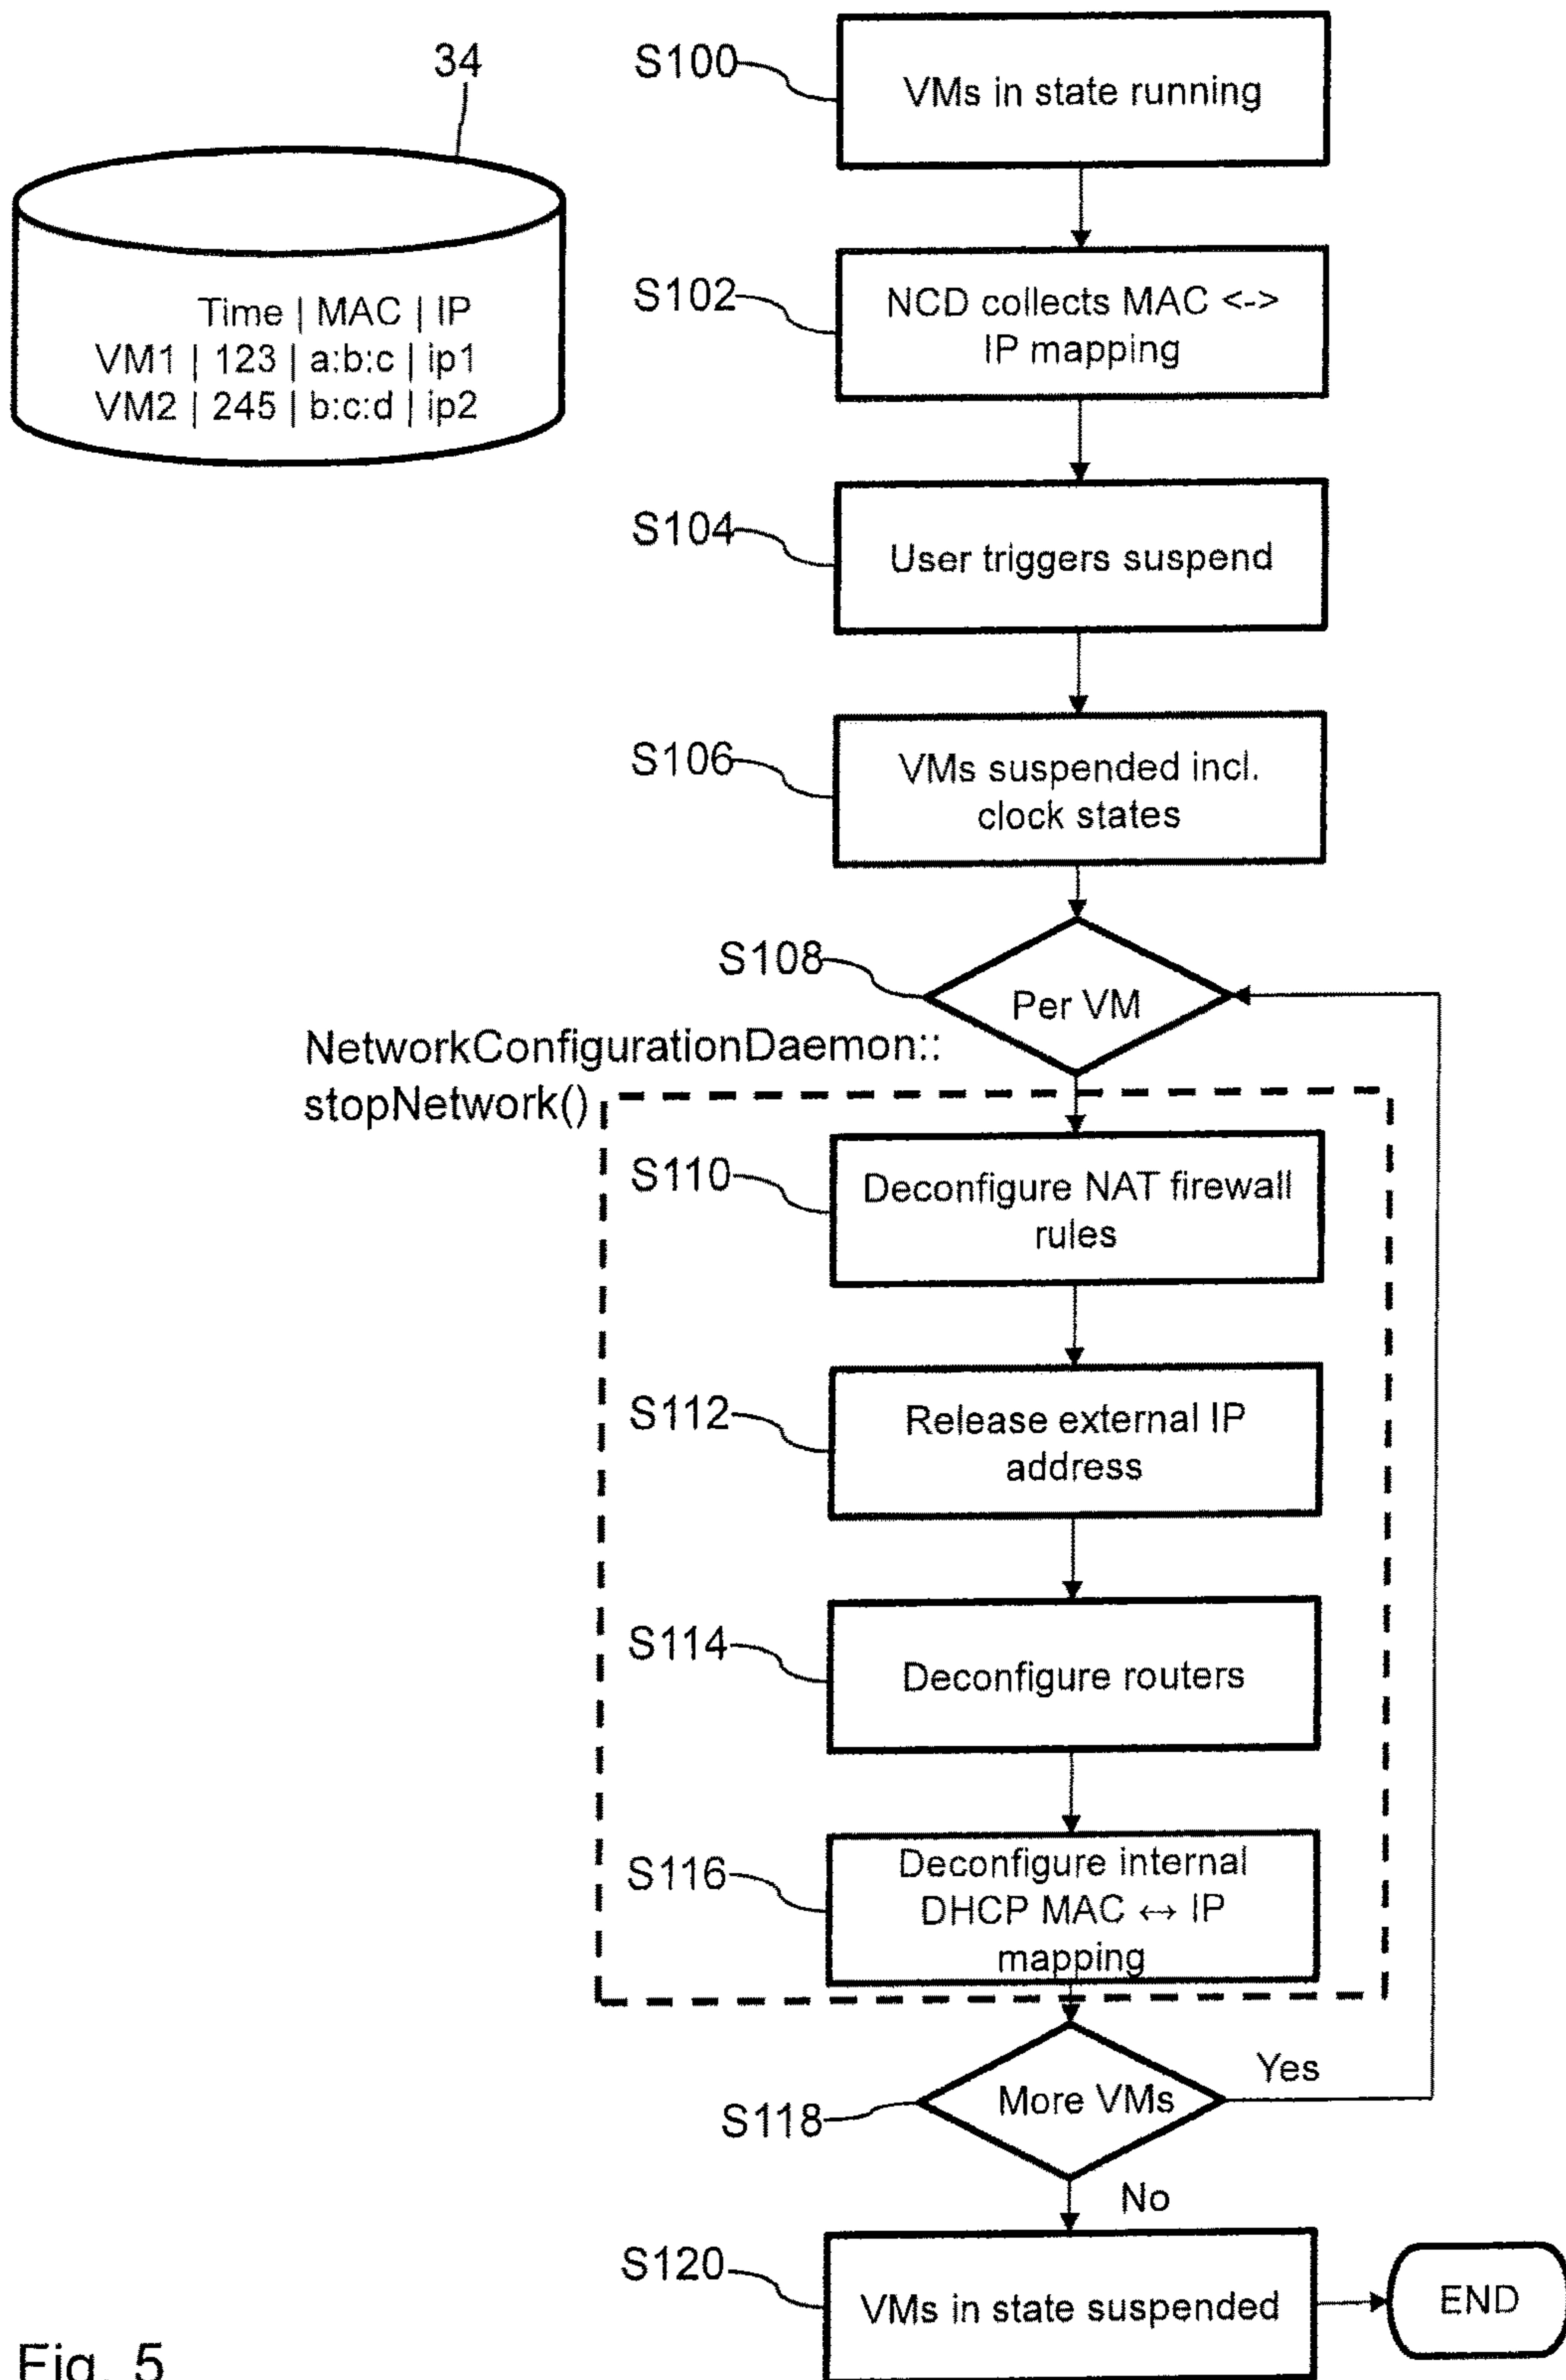 34
Time | MAC | IP
VM1 | 123 | a:b:c | ip1
VM2 | 245 | b:c:d | ip2
S100
VMs in state running
S102
NCD collects MAC <->
IP mapping
S104
User triggers suspend
S106
VMs suspended incl.
clock states
S108
Per VM
NetworkConfigurationDaemon::
stopNetwork()
S110
Deconfigure NAT firewall
rules
S112
Release external IP
address
S114
Deconfigure routers
S116
Deconfigure internal
DHCP MAC ↔ IP
mapping
S118
More VMs
Yes
No
S120
VMs in state suspended
END
Fig. 5